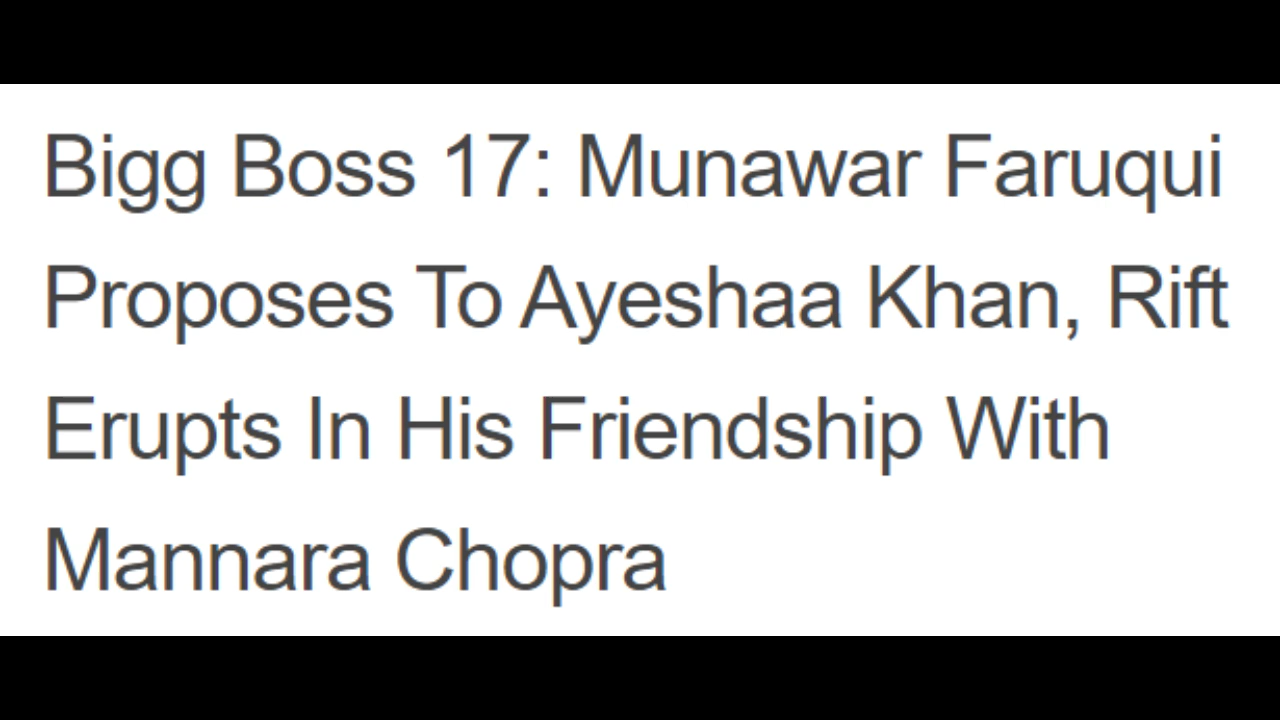 Bigg Boss 17: Munawar Faruqui
Proposes To Ayeshaa Khan, Rift
Erupts In His Friendship With
Mannara Chopra